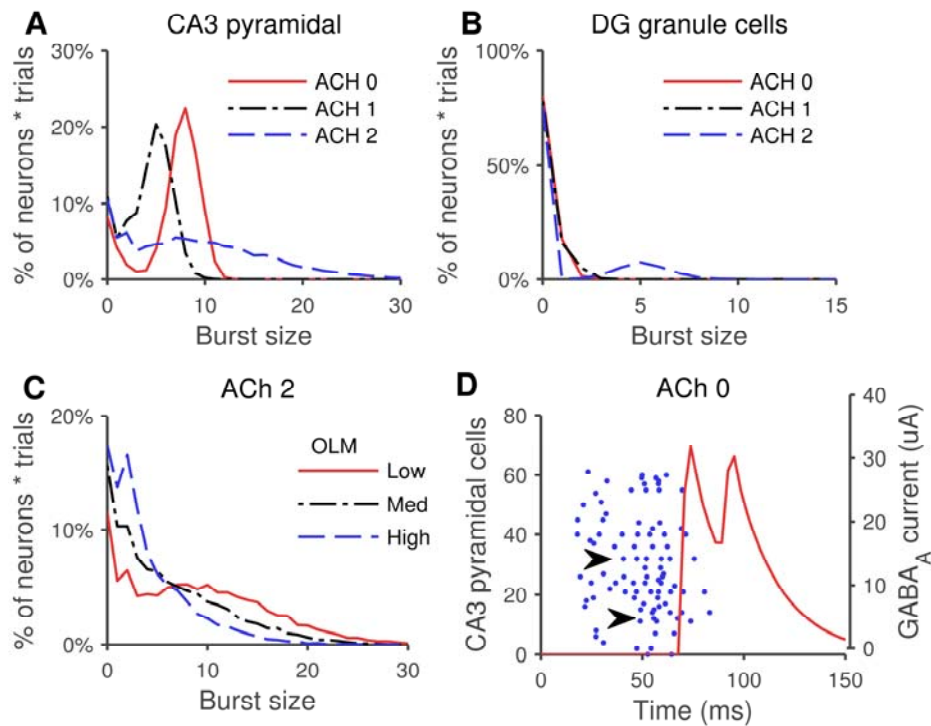 A
CA3 pyramidal
% of neurons * trials
30%
20%
10%
0%
0
10
20
30
Burst size
ACH 0
ACH 1
ACH 2
B
DG granule cells
% of neurons * trials
100%
50%
0%
0
5
10
15
Burst size
ACH 0
ACH 1
ACH 2
C
ACh 2
% of neurons * trials
20%
10%
0%
0
10
20
30
Burst size
OLM
Low
Med
High
D
ACh 0
CA3 pyramidal cells
80
60
40
20
0
0
50
100
150
Time (ms)
40
30
20
10
0
GABA_A current (uA)